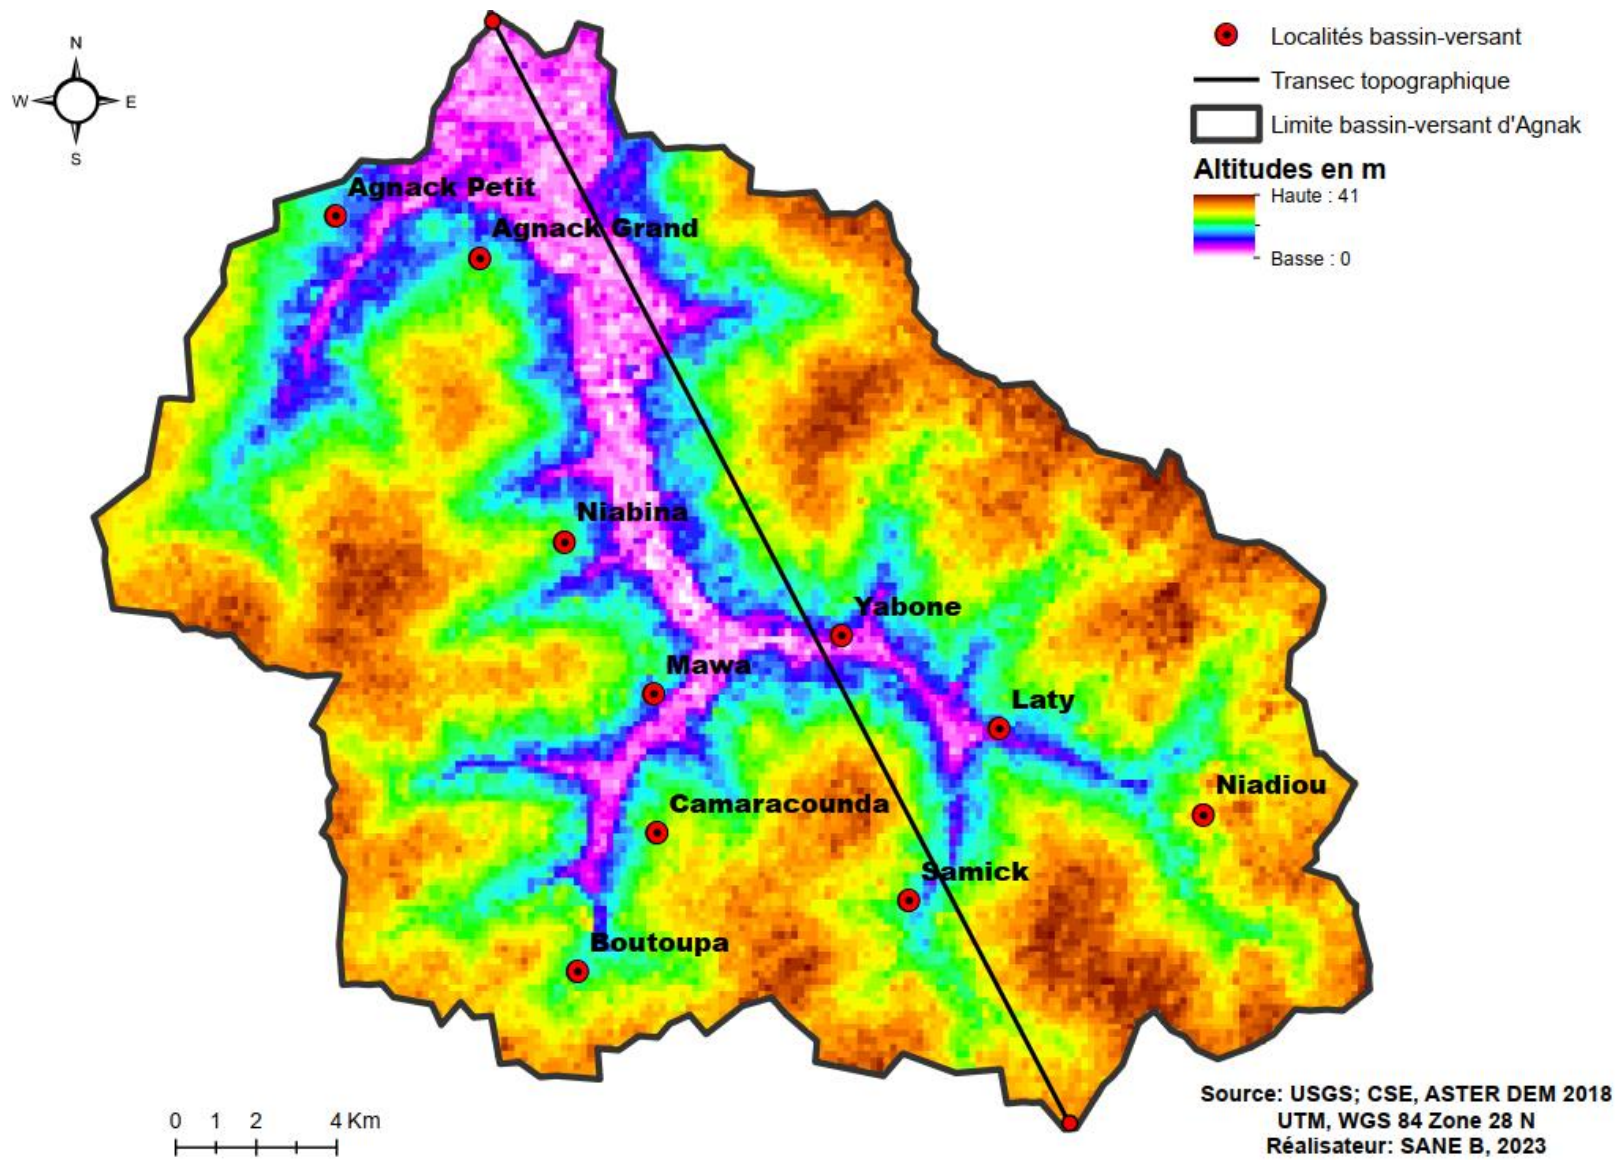 N
W
E
S
Localités bassin-versant
Transec topographique
Limite bassin-versant d'Agnak
Altitudes en m
Haute : 41
Basse : 0
Agnack Petit
Agnack Grand
Niabina
Yabone
Mawa
Laty
Niadiou
Camaracounda
Samick
Boutoupa
0 1 2 4 Km
Source: USGS; CSE, ASTER DEM 2018
UTM, WGS 84 Zone 28 N
Réalisateur: SANE B, 2023